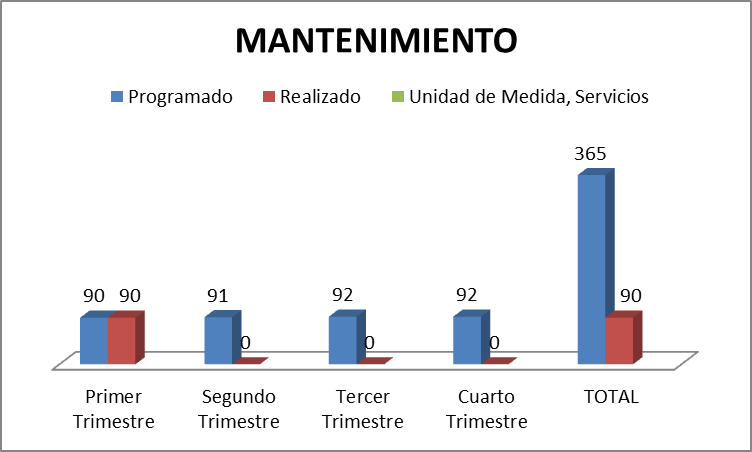 MANTENIMIENTO
Programado Realizado Unidad de Medida, Servicios
365
90 90 91 92 92 90
0 0 0
Primer Segundo Tercer Cuarto TOTAL
Trimestre Trimestre Trimestre Trimestre